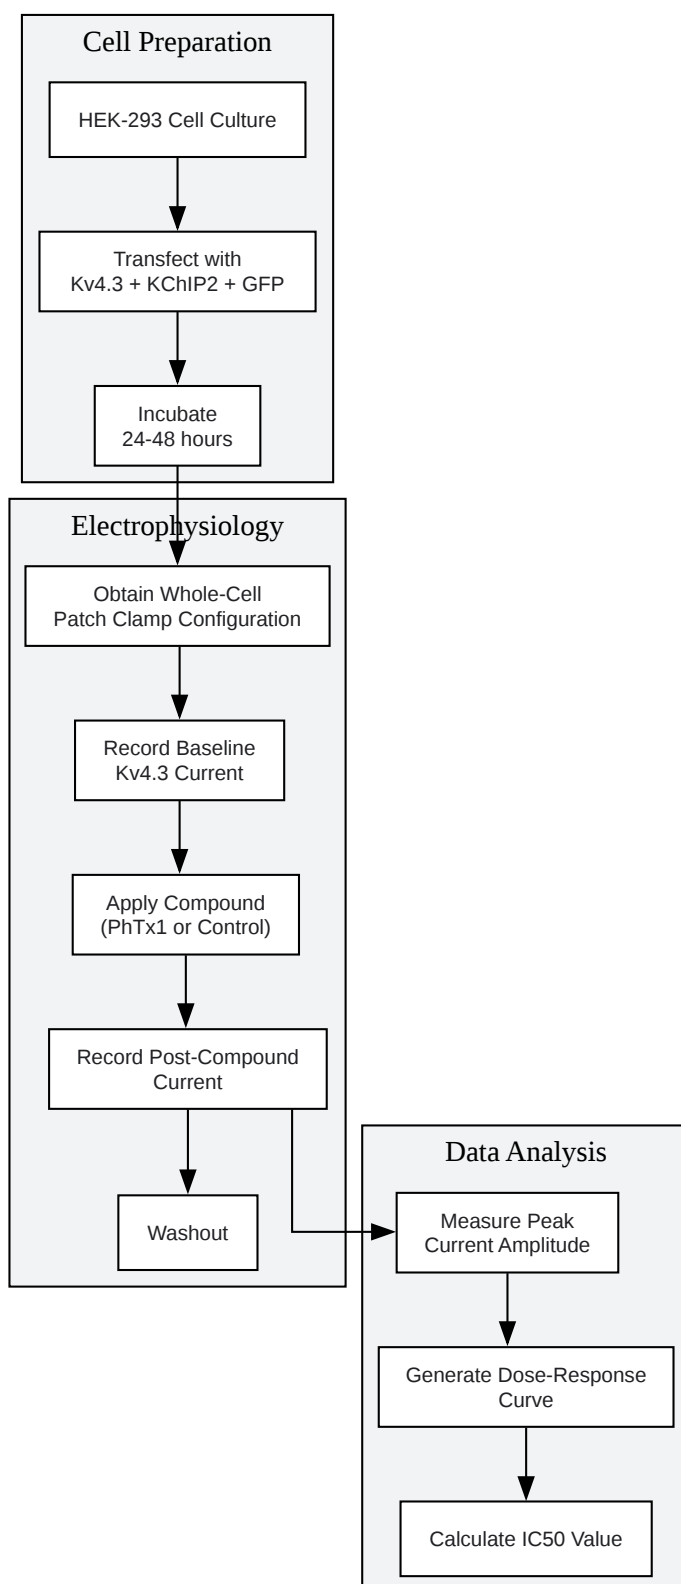 Cell Preparation
HEK-293 Cell Culture
Transfect with
Kv4.3 + KChIP2 + GFP
Incubate
24-48 hours
Electrophysiology
Obtain Whole-Cell
Patch Clamp Configuration
Record Baseline
Kv4.3 Current
Apply Compound
(PhTx1 or Control)
Record Post-Compound
Current
Washout
Data Analysis
Measure Peak
Current Amplitude
Generate Dose-Response
Curve
Calculate IC50 Value